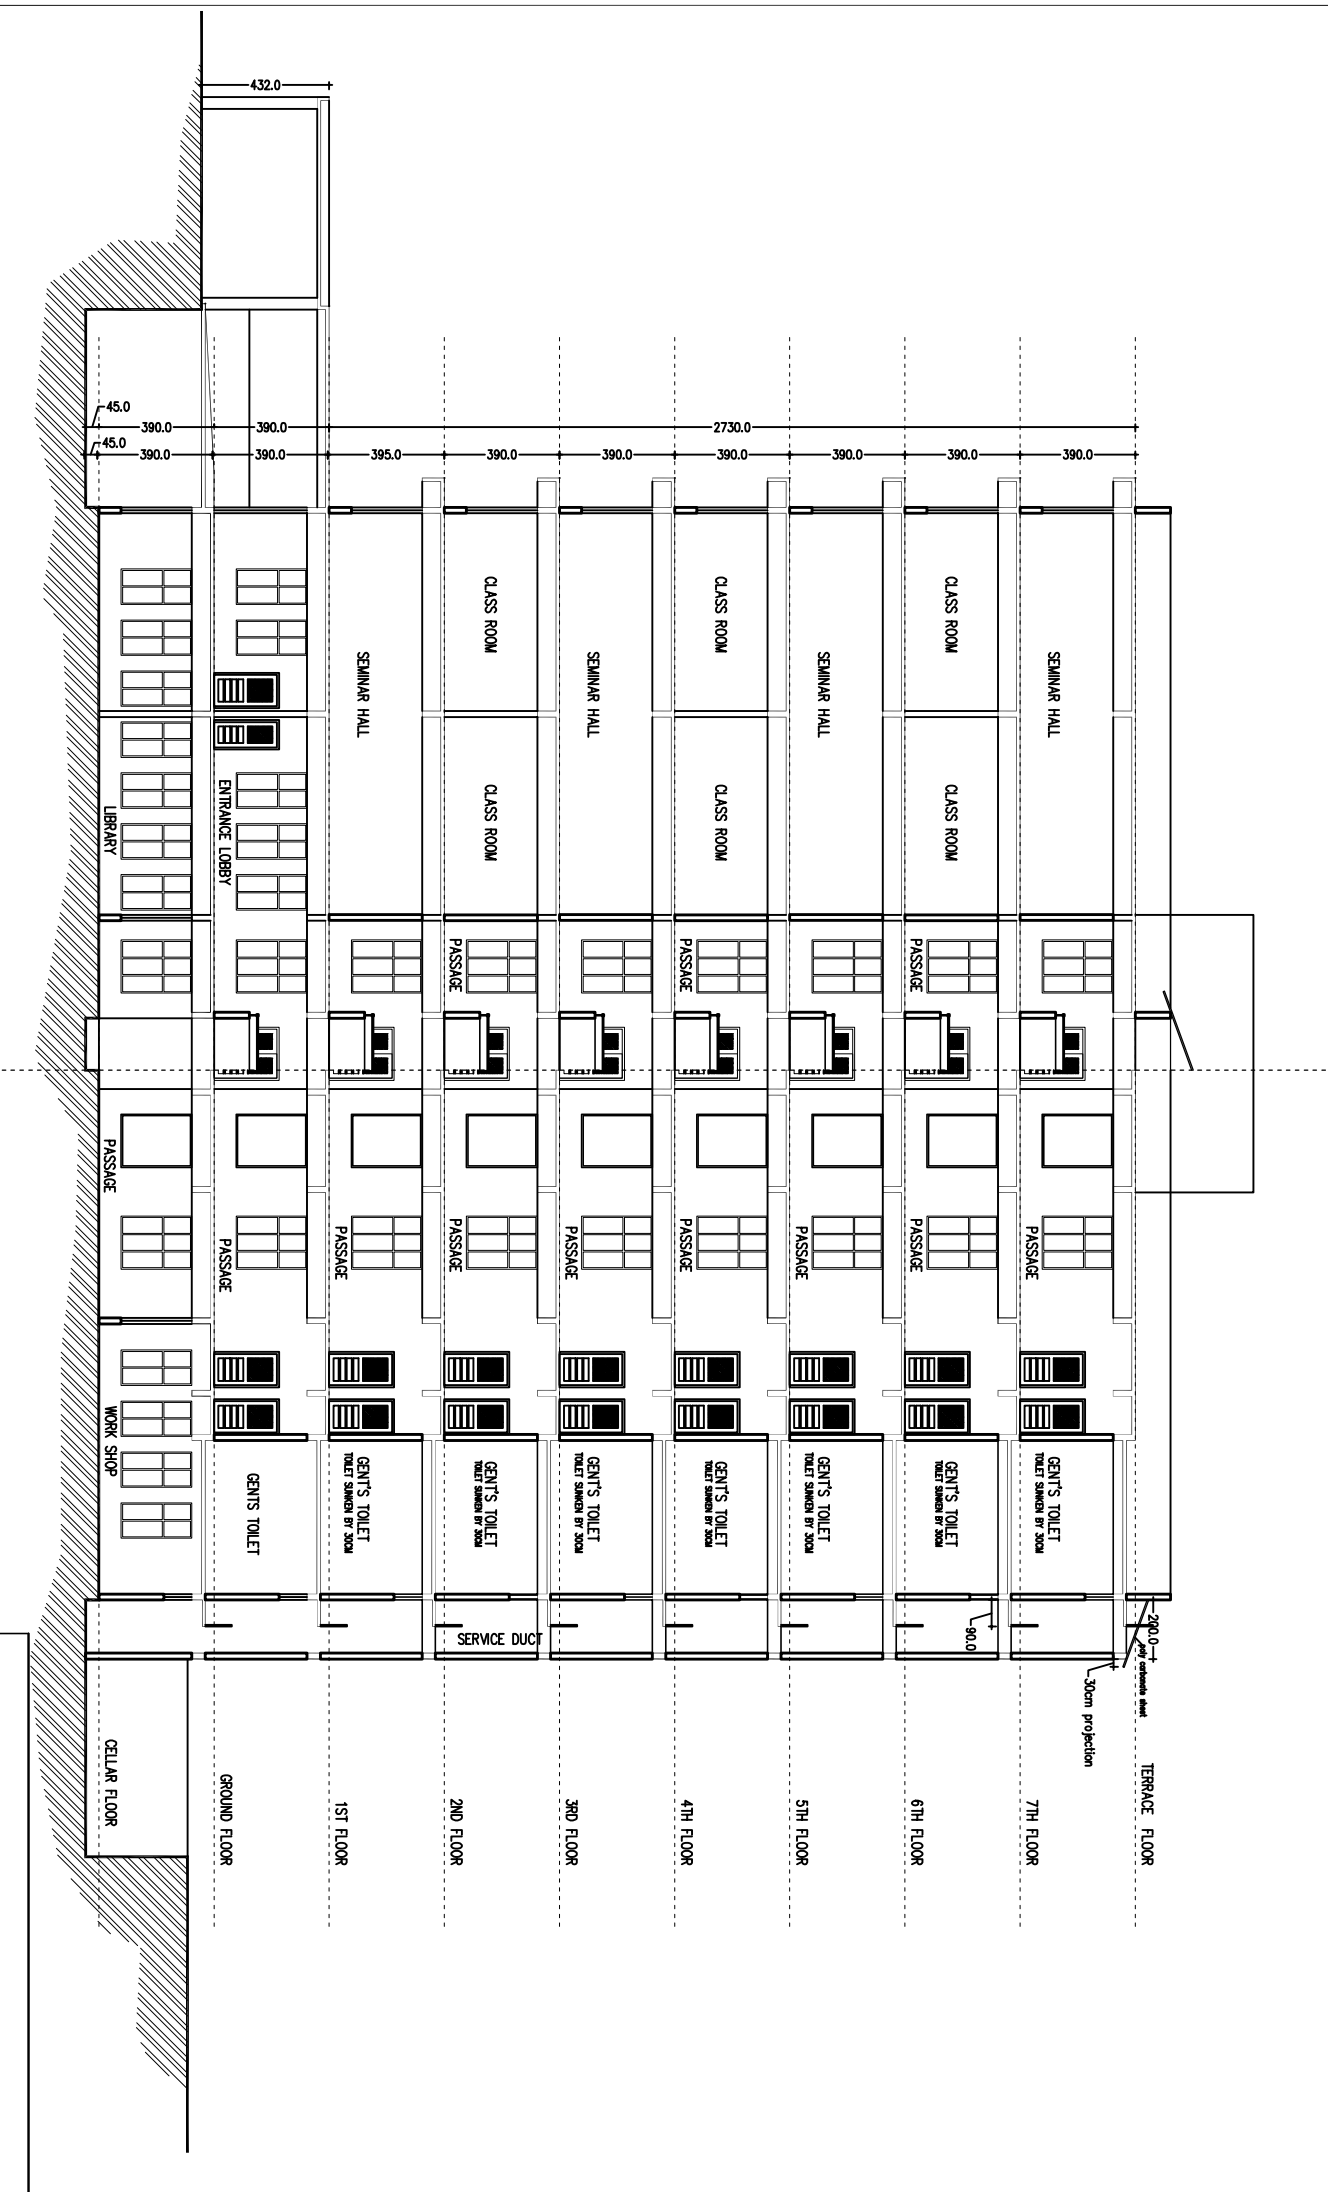 432.0
45.0
390.0
390.0
2730.0
45.0
390.0
390.0
395.0
390.0
390.0
390.0
390.0
390.0
390.0
TERRACE FLOOR
200.0
poly carbonate sheet
30cm projection
90.0
SEMINAR HALL
PASSAGE
GENT'S TOILET
TOILET SUNKEN BY 30CM
7TH FLOOR
CLASS ROOM
CLASS ROOM
PASSAGE
PASSAGE
GENT'S TOILET
TOILET SUNKEN BY 30CM
6TH FLOOR
SEMINAR HALL
PASSAGE
GENT'S TOILET
TOILET SUNKEN BY 30CM
5TH FLOOR
CLASS ROOM
CLASS ROOM
PASSAGE
PASSAGE
GENT'S TOILET
TOILET SUNKEN BY 30CM
4TH FLOOR
SEMINAR HALL
PASSAGE
GENT'S TOILET
TOILET SUNKEN BY 30CM
3RD FLOOR
CLASS ROOM
CLASS ROOM
PASSAGE
PASSAGE
GENT'S TOILET
TOILET SUNKEN BY 30CM
SERVICE DUCT
2ND FLOOR
SEMINAR HALL
PASSAGE
GENT'S TOILET
TOILET SUNKEN BY 30CM
1ST FLOOR
ENTRANCE LOBBY
PASSAGE
GENTS TOILET
GROUND FLOOR
LIBRARY
PASSAGE
WORK SHOP
CELLAR FLOOR